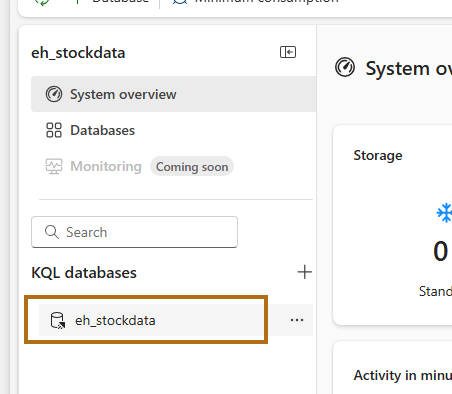 Database
Minimum consumption
eh_stockdata
System overview
Databases
Monitoring Coming soon
Search
KQL databases
eh_stockdata
System ov
Storage
0
Stand
Activity in minu